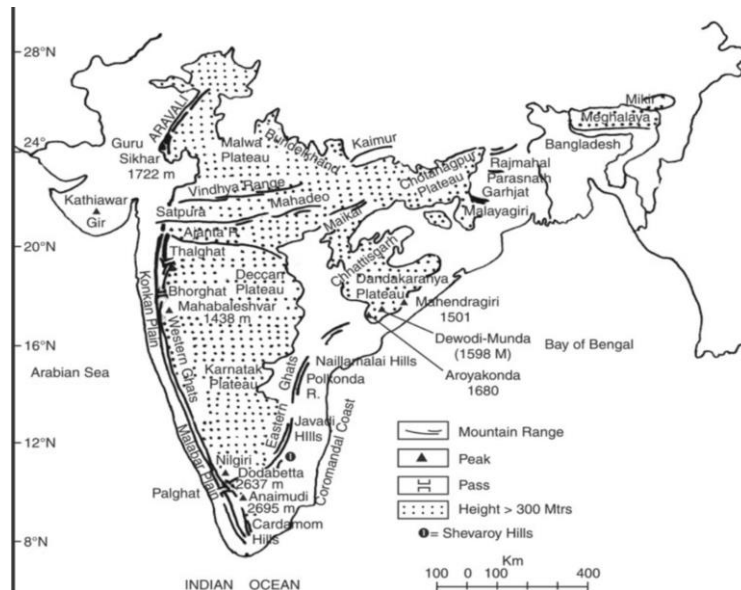 28°N
24°N
20°N
16°N
12°N
8°N
ARAVALI
Guru
Sikhar
1722 m
Malwa
Plateau
Bundelkhand
Kaimur
Vindhya Range
Kathiawar
Gir
Satpura
Mahadeo
Maikal
Chotanagpur
Plateau
Rajmahal
Parasnath
Garhjat
Malayagiri
Mikir
Meghalaya
Bangladesh
Ajanta R.
Thalghat
Deccan
Plateau
Chhattisgarh
Dandakaranya
Plateau
Mahendragiri
1501
Dewodi-Munda
(1598 M)
Aroyakonda
1680
Bay of Bengal
Bhorghat
Mahabaleshvar
1438 m
Konkan Plain
Western Ghats
Arabian Sea
Karnatak
Plateau
Naillamalai Hills
Polkonda
R.
Eastern Ghats
Javadi
HIlls
Coromandal Coast
Malabar Plain
Nilgiri
Dodabetta
2637 m
Palghat
Anaimudi
2695 m
Cardamom
Hills
INDIAN OCEAN
Mountain Range
Peak
Pass
Height > 300 Mtrs
= Shevaroy Hills
Km
100 0 100 400